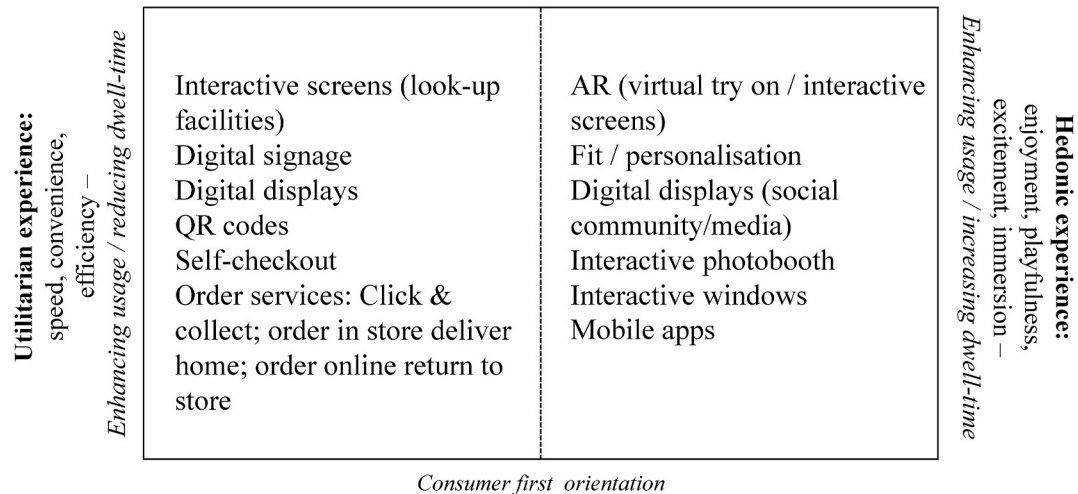 Utilitarian experience:
speed, convenience,
efficiency –
Enhancing usage / reducing dwell-time
Interactive screens (look-up
facilities)
Digital signage
Digital displays
QR codes
Self-checkout
Order services: Click &
collect; order in store deliver
home; order online return to
store
AR (virtual try on / interactive
screens)
Fit / personalisation
Digital displays (social
community/media)
Interactive photobooth
Interactive windows
Mobile apps
Hedonic experience:
enjoyment, playfulness,
excitement, immersion –
Enhancing usage / increasing dwell-time
Consumer first orientation